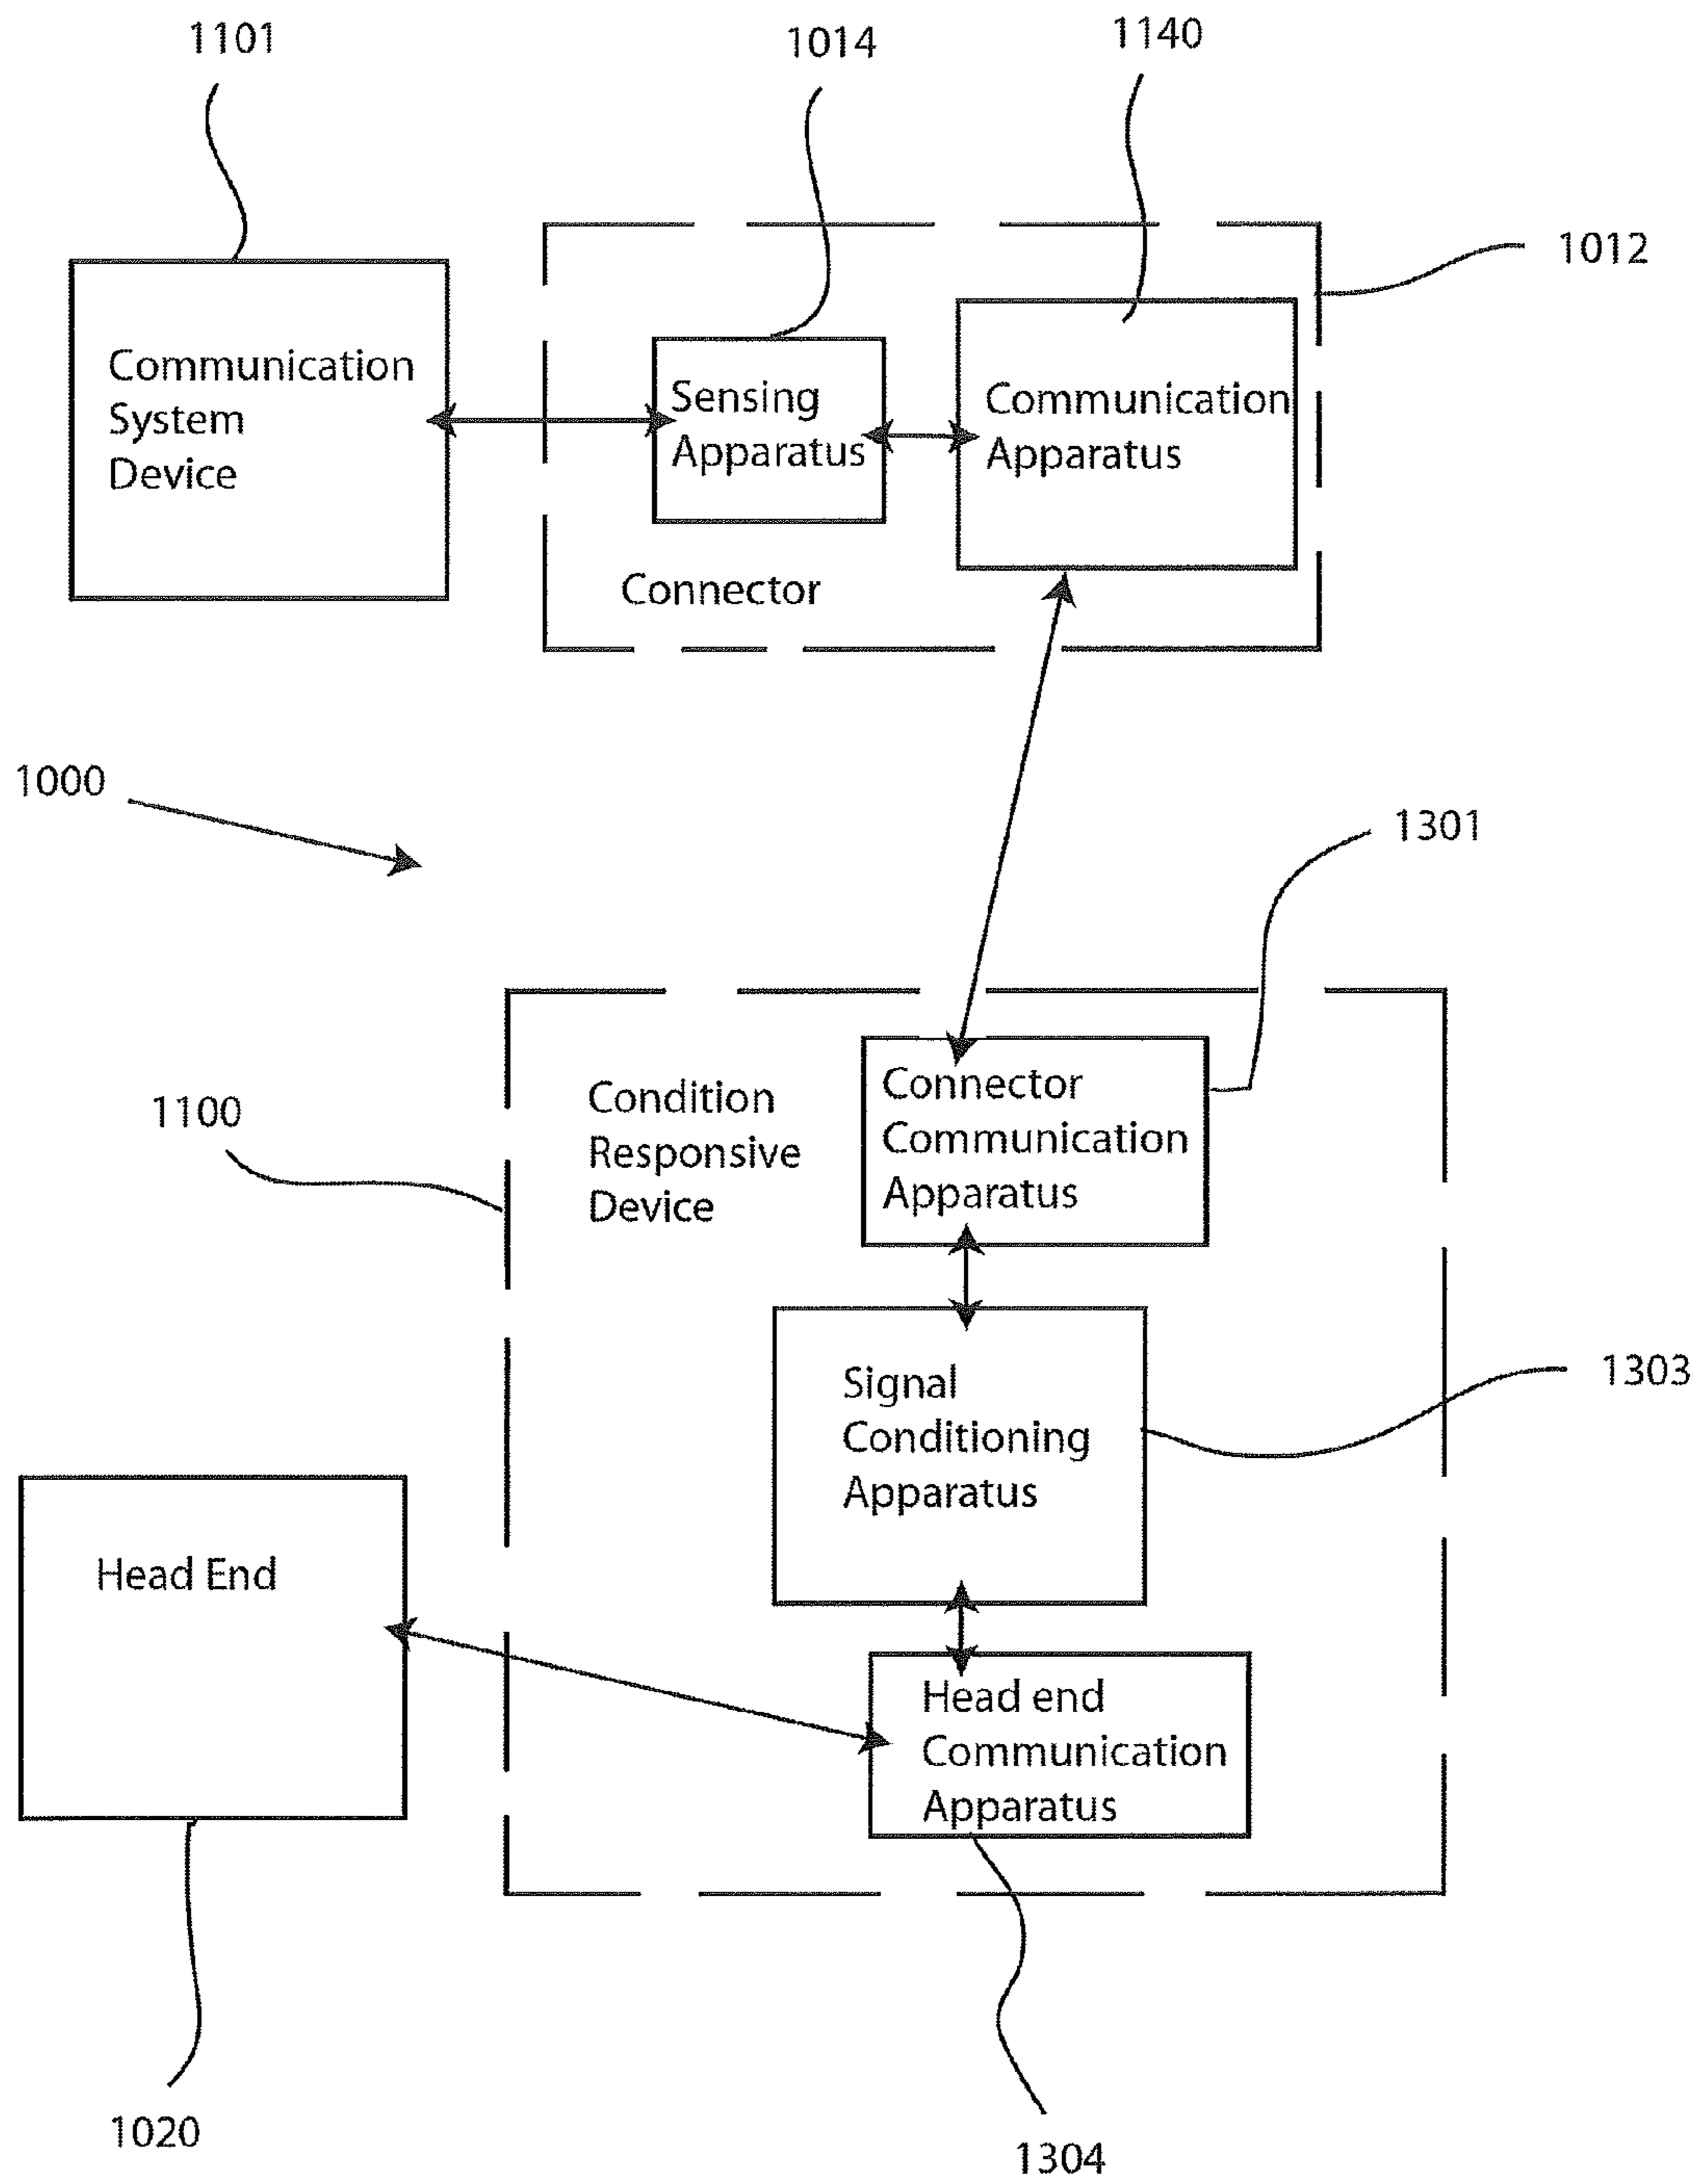 1101
1014
1140
1012
Communication
System
Device
Sensing
Apparatus
Communication
Apparatus
Connector
1000
1301
1100
Condition
Responsive
Device
Connector
Communication
Apparatus
Signal
Conditioning
Apparatus
1303
Head End
Head end
Communication
Apparatus
1020
1304